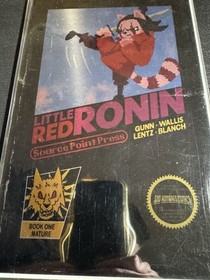 LITTLE
RED RONIN
Source Point Press
GUNN - WALLIS
LENTZ - BLANCH
BOOK ONE
MATURE